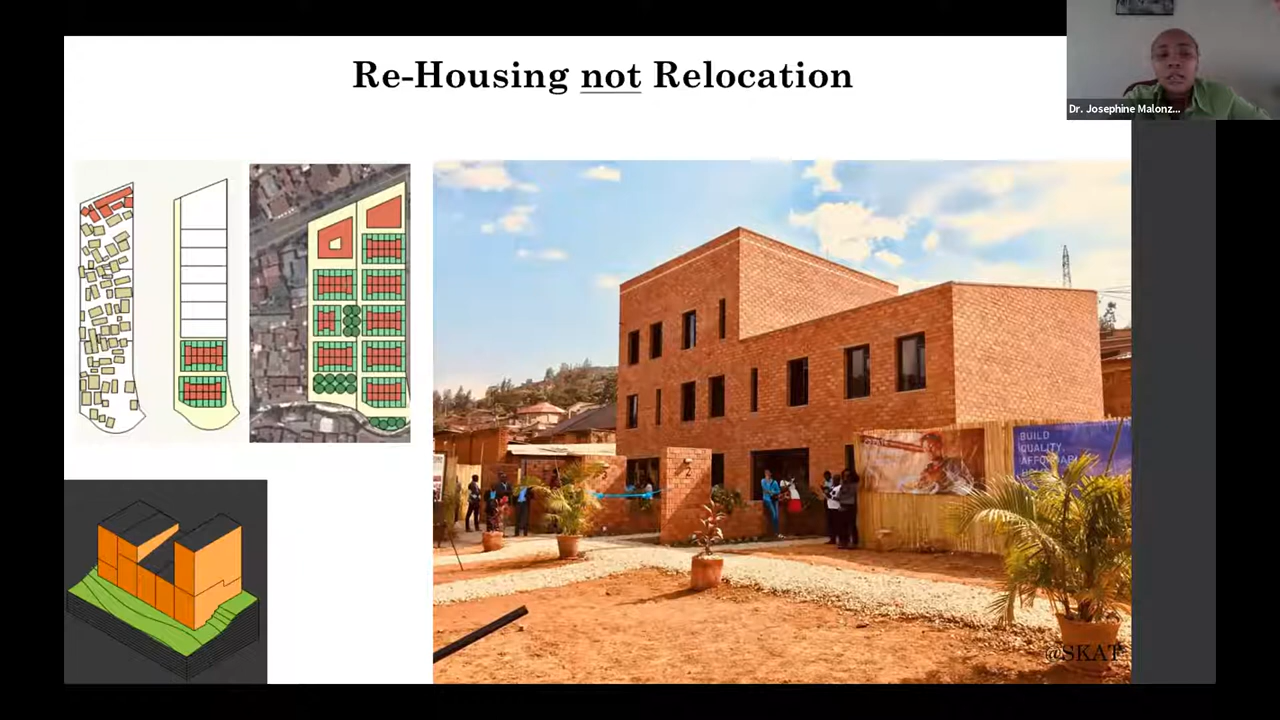 Re-Housing not Relocation
Dr. Josephine Malonz...
BUILD
QUALITY,
@SKAT